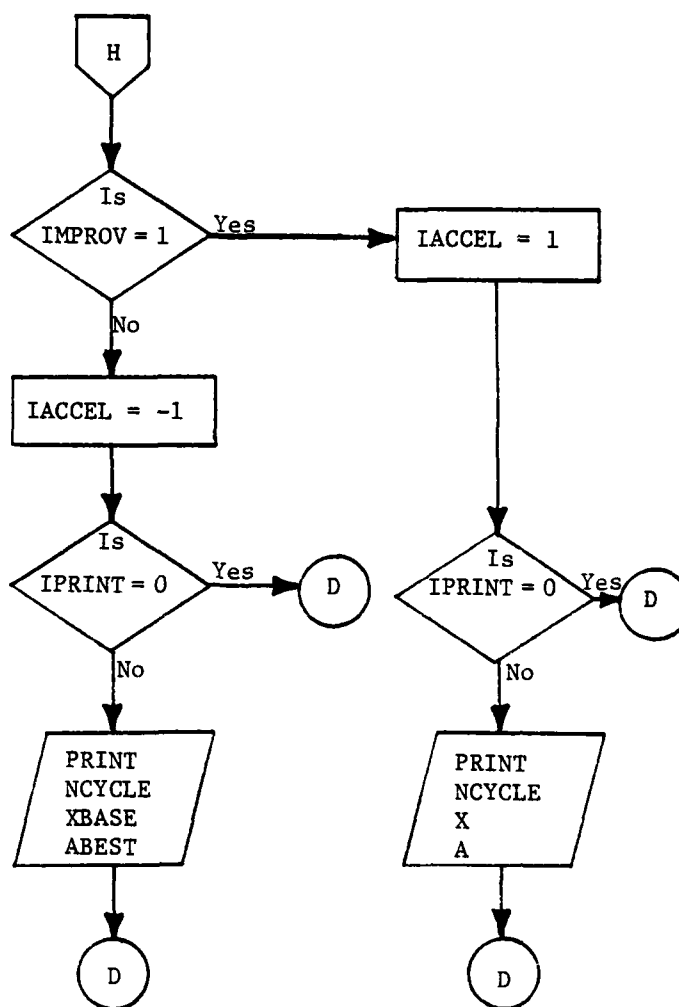 H
Is
IMPROV = 1
Yes
IACCEL = 1
No
IACCEL = -1
Is
IPRINT = 0
Yes
D
Is
IPRINT = 0
Yes
D
No
No
PRINT
NCYCLE
XBASE
ABEST
PRINT
NCYCLE
X
A
D
D